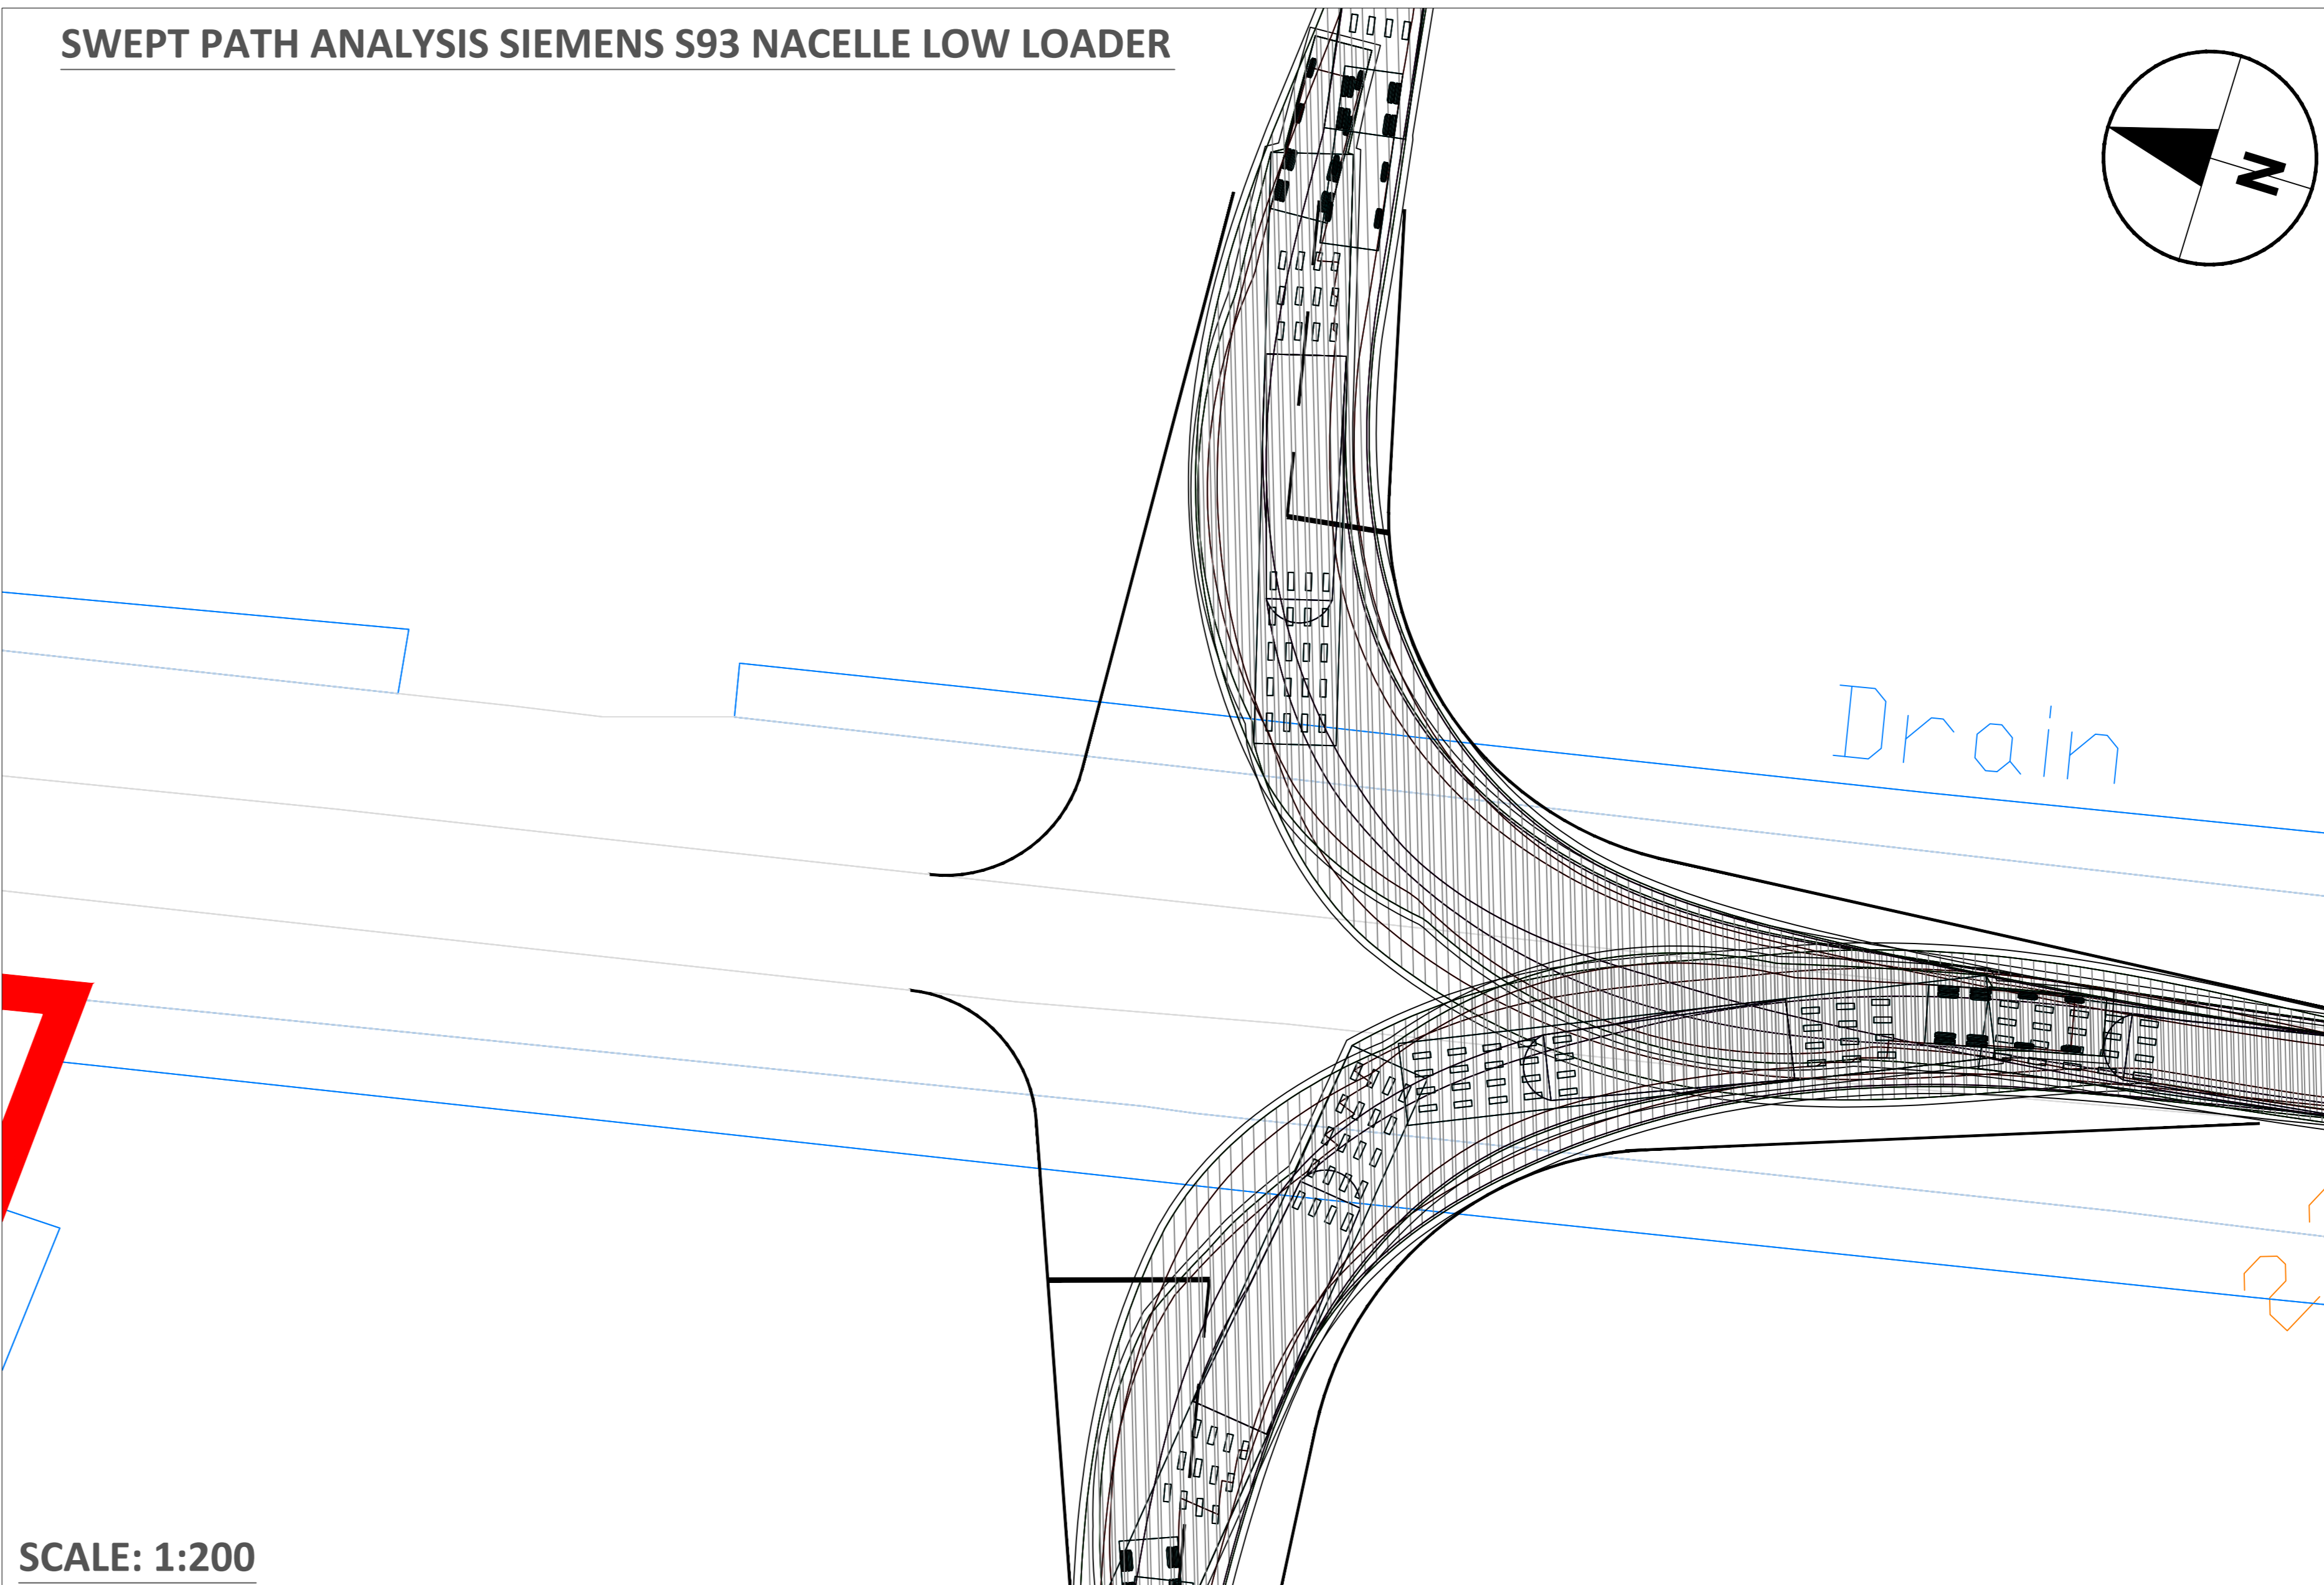 SWEPT PATH ANALYSIS SIEMENS S93 NACELLE LOW LOADER
N
Drain
SCALE: 1:200